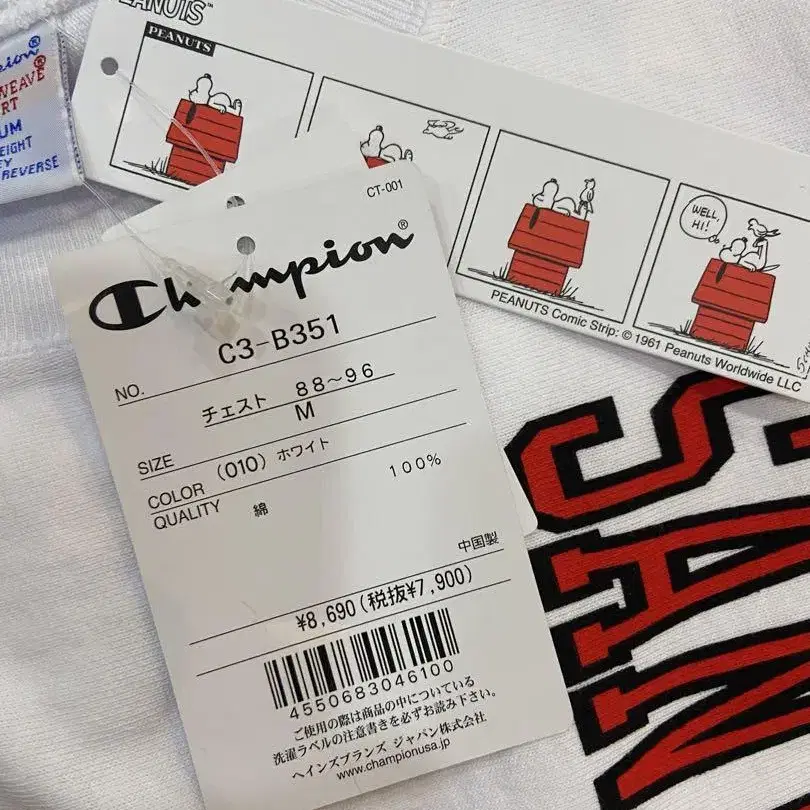 PEANUTS™
PEANUTS
WELL,
HI!
PEANUTS Comic Strip: © 1961 Peanuts Worldwide LLC
WEAVE®
UM
REVERSE
CT-001
Champion®
NO. C3-B351
チェスト 88~96
SIZE M
COLOR (010) ホワイト
QUALITY 綿 100%
中国製
¥8,690(税抜¥7,900)
4550683046100
ご使用の際は商品の中についている
洗濯ラベルの注意書きを必ずお読み下さい。
ヘインズブランズ ジャパン株式会社
www.championusa.jp
SAN